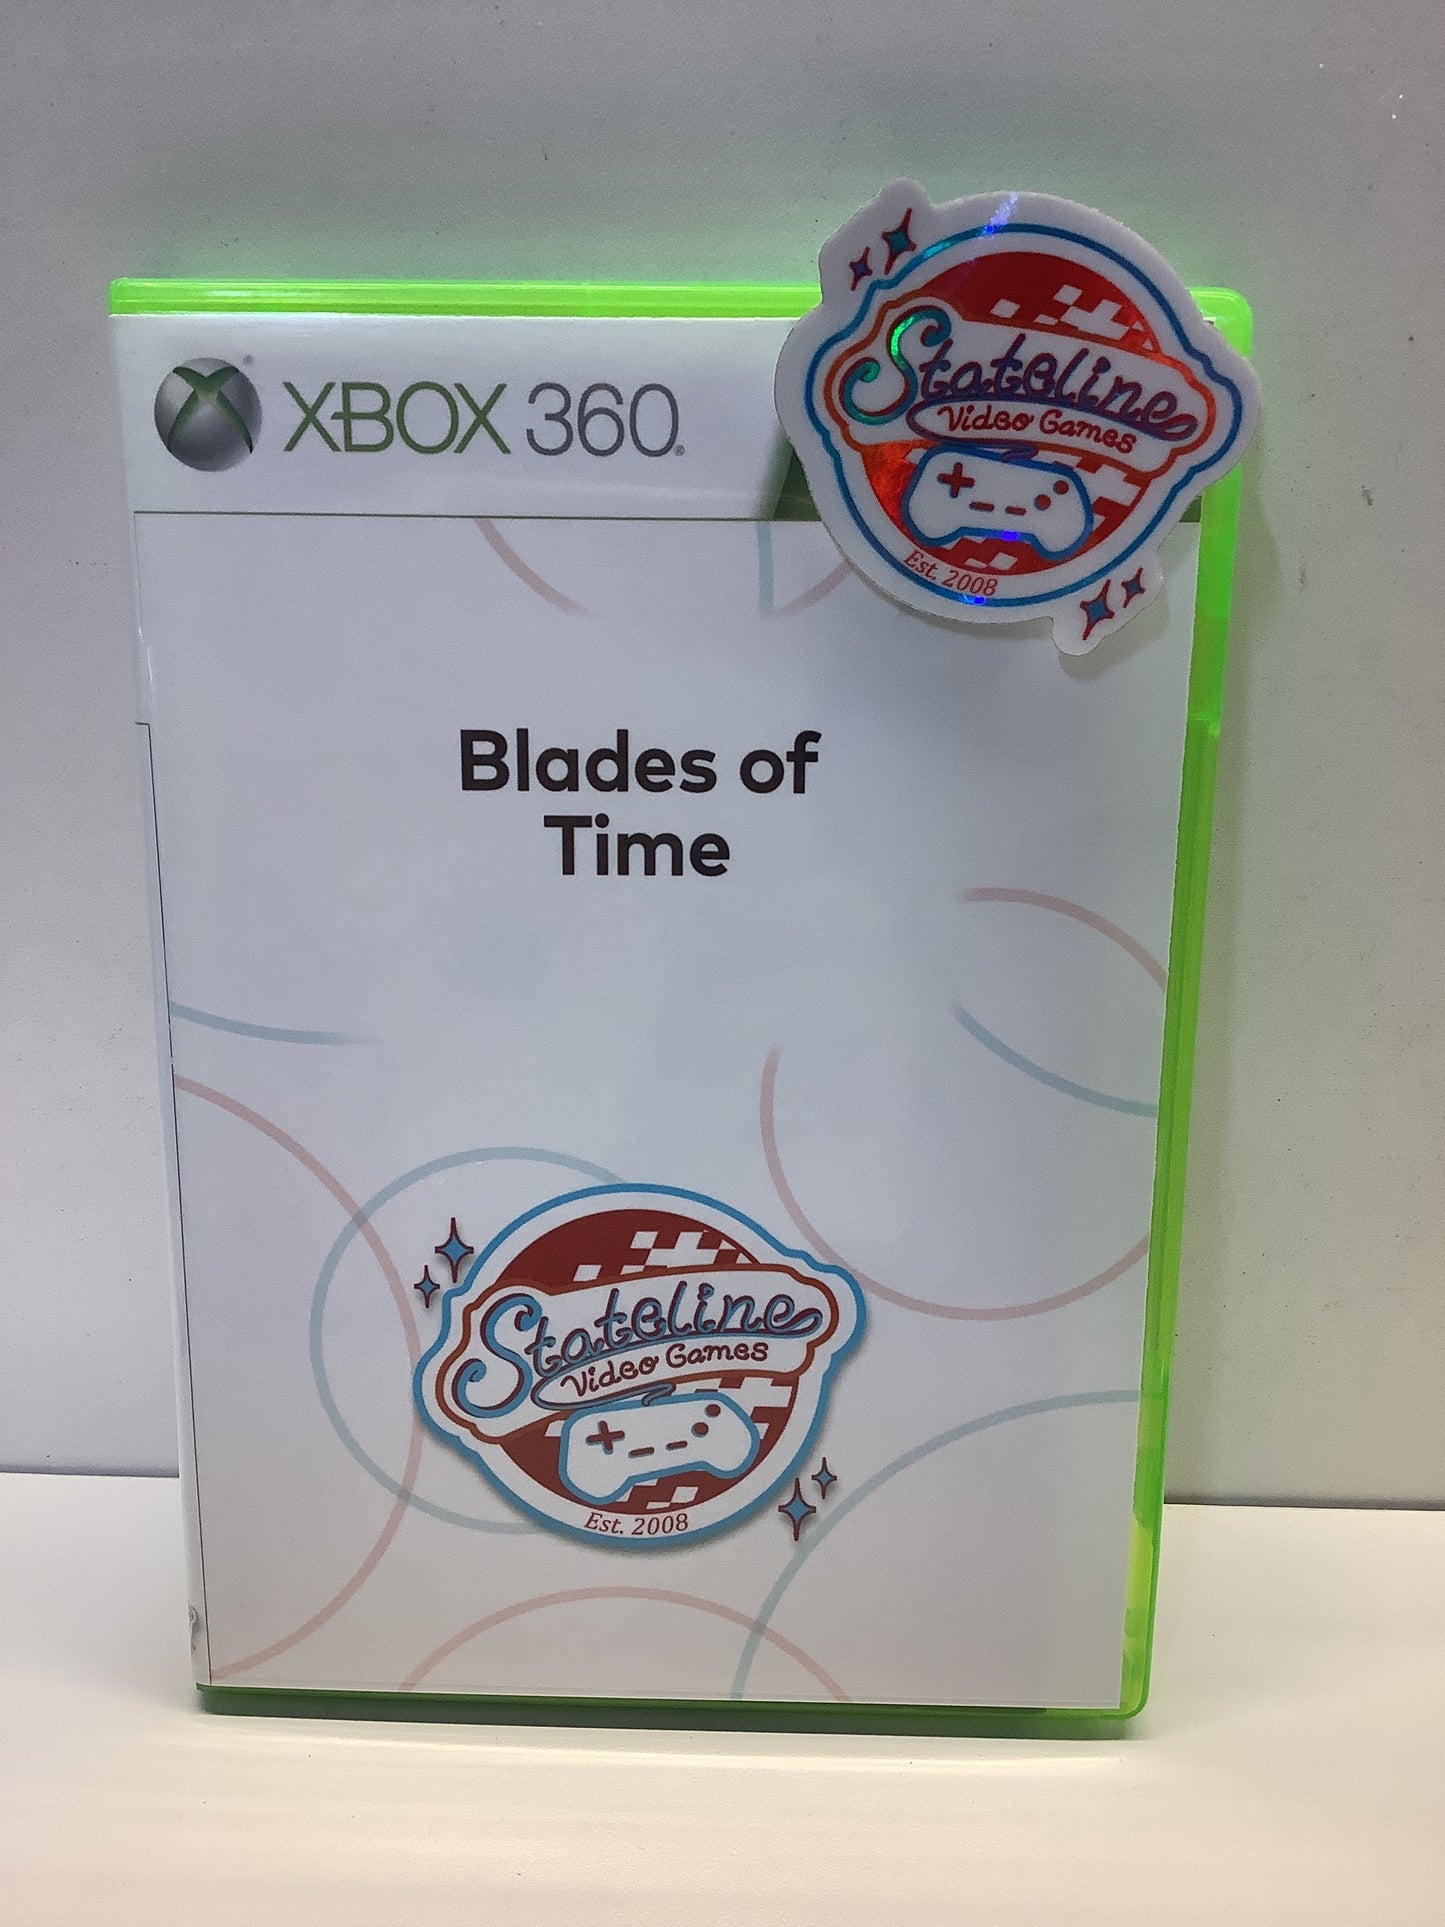 XBOX 360®
Stateline
Video Games
Est. 2008
Blades of
Time
Stateline
Video Games
Est. 2008